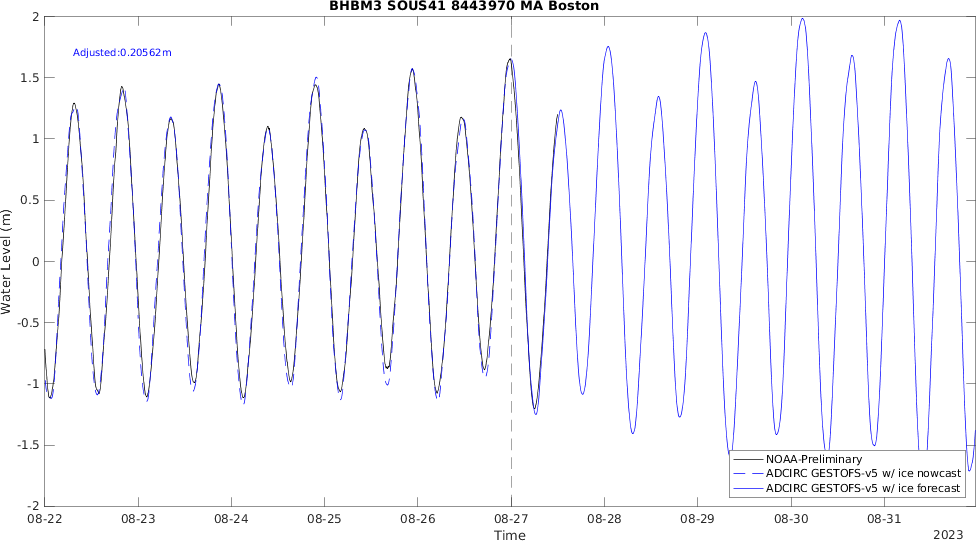 BHBM3 SOUS41 8443970 MA Boston
Adjusted:0.20562m
2
1.5
1
0.5
0
-0.5
-1
-1.5
-2
Water Level (m)
NOAA-Preliminary
ADCIRC GESTOFS-v5 w/ ice nowcast
ADCIRC GESTOFS-v5 w/ ice forecast
08-22 08-23 08-24 08-25 08-26 08-27 08-28 08-29 08-30 08-31
Time
2023